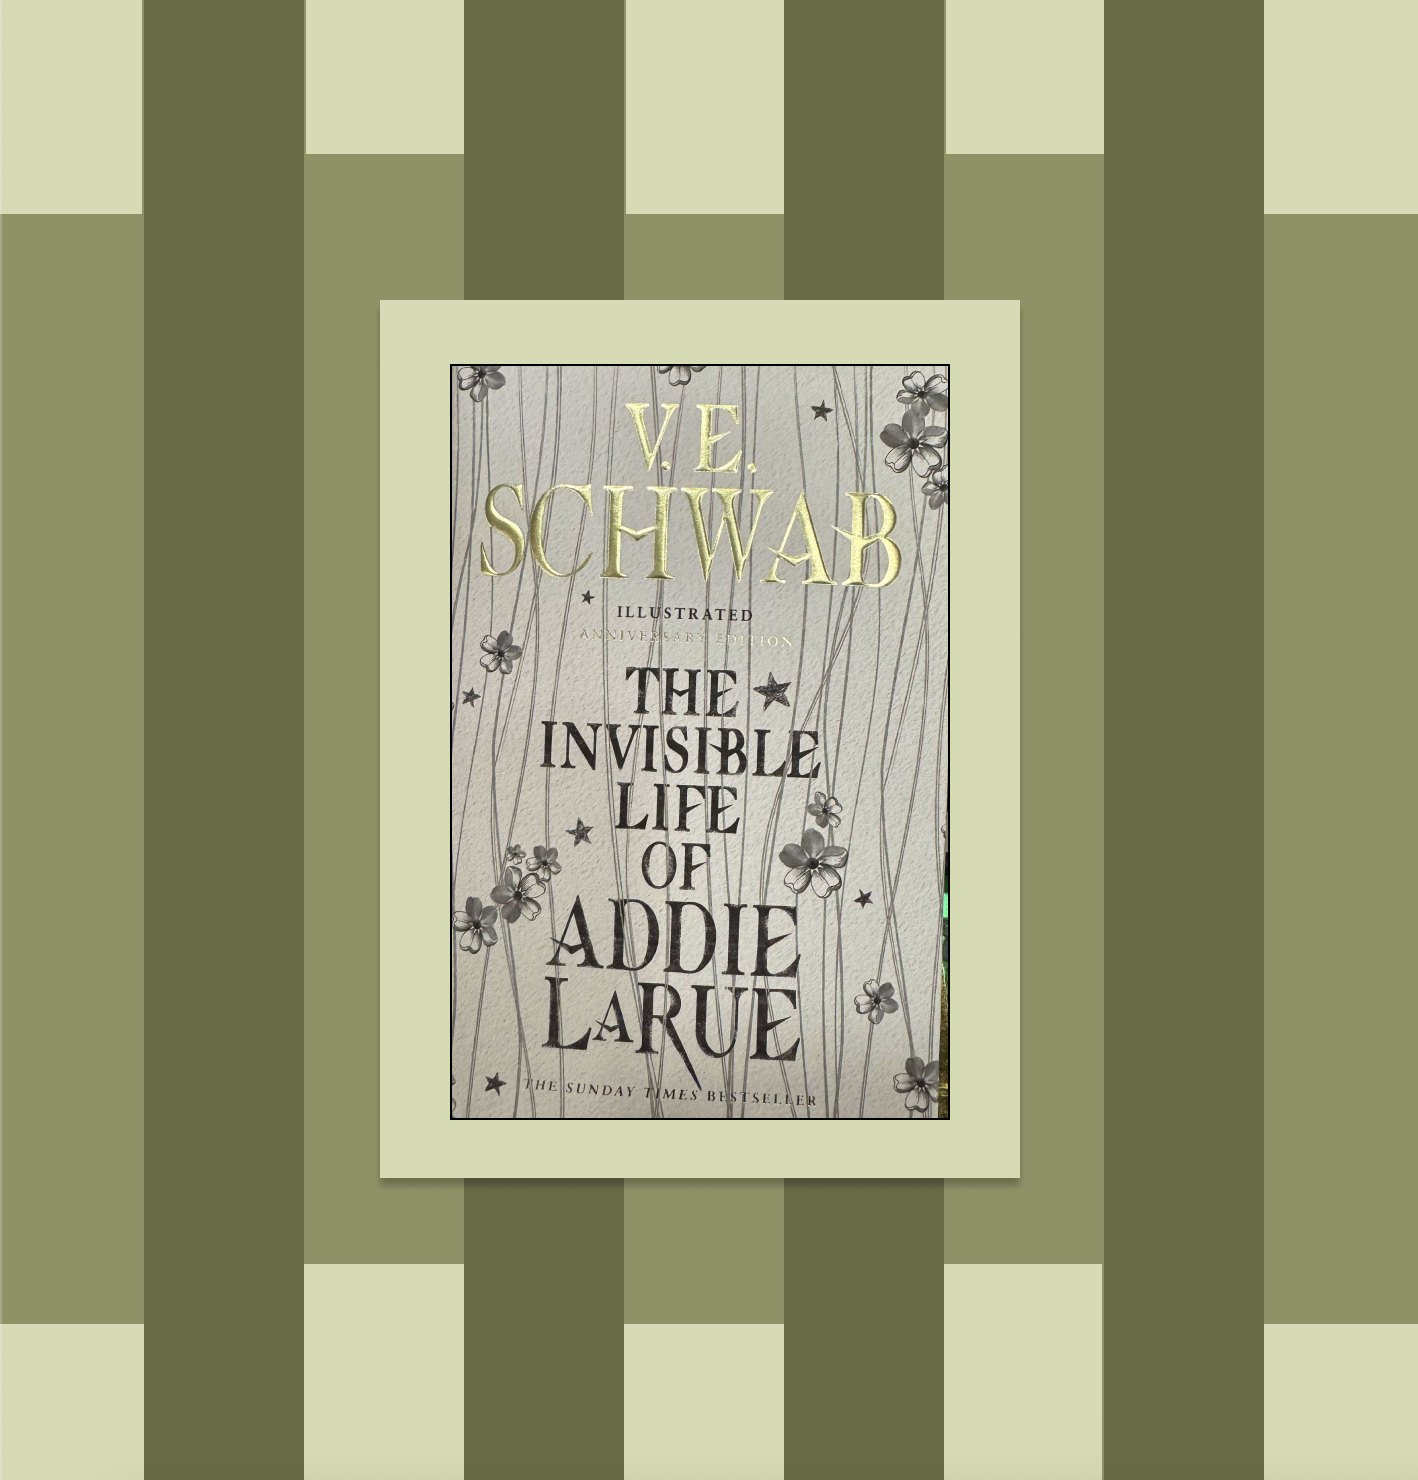 V. E.
SCHWAB
ILLUSTRATED
ANNIVERSARY EDITION
THE
INVISIBLE
LIFE
OF
ADDIE
LARUE
THE SUNDAY TIMES BESTSELLER